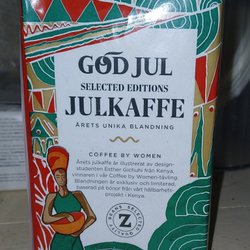 GOD JUL
SELECTED EDITIONS
JULKAFFE
ÅRETS UNIKA BLANDNING
COFFEE BY WOMEN
Årets julkaffe är illustrerat av design-
studenten Esther Gichuhi från Kenya,
vinnaren i vår Coffee by Women-tävling.
Blandningen är exklusiv och limiterad,
baserad på bönor från vårt hållbarhets-
projekt i Kenya.
Z